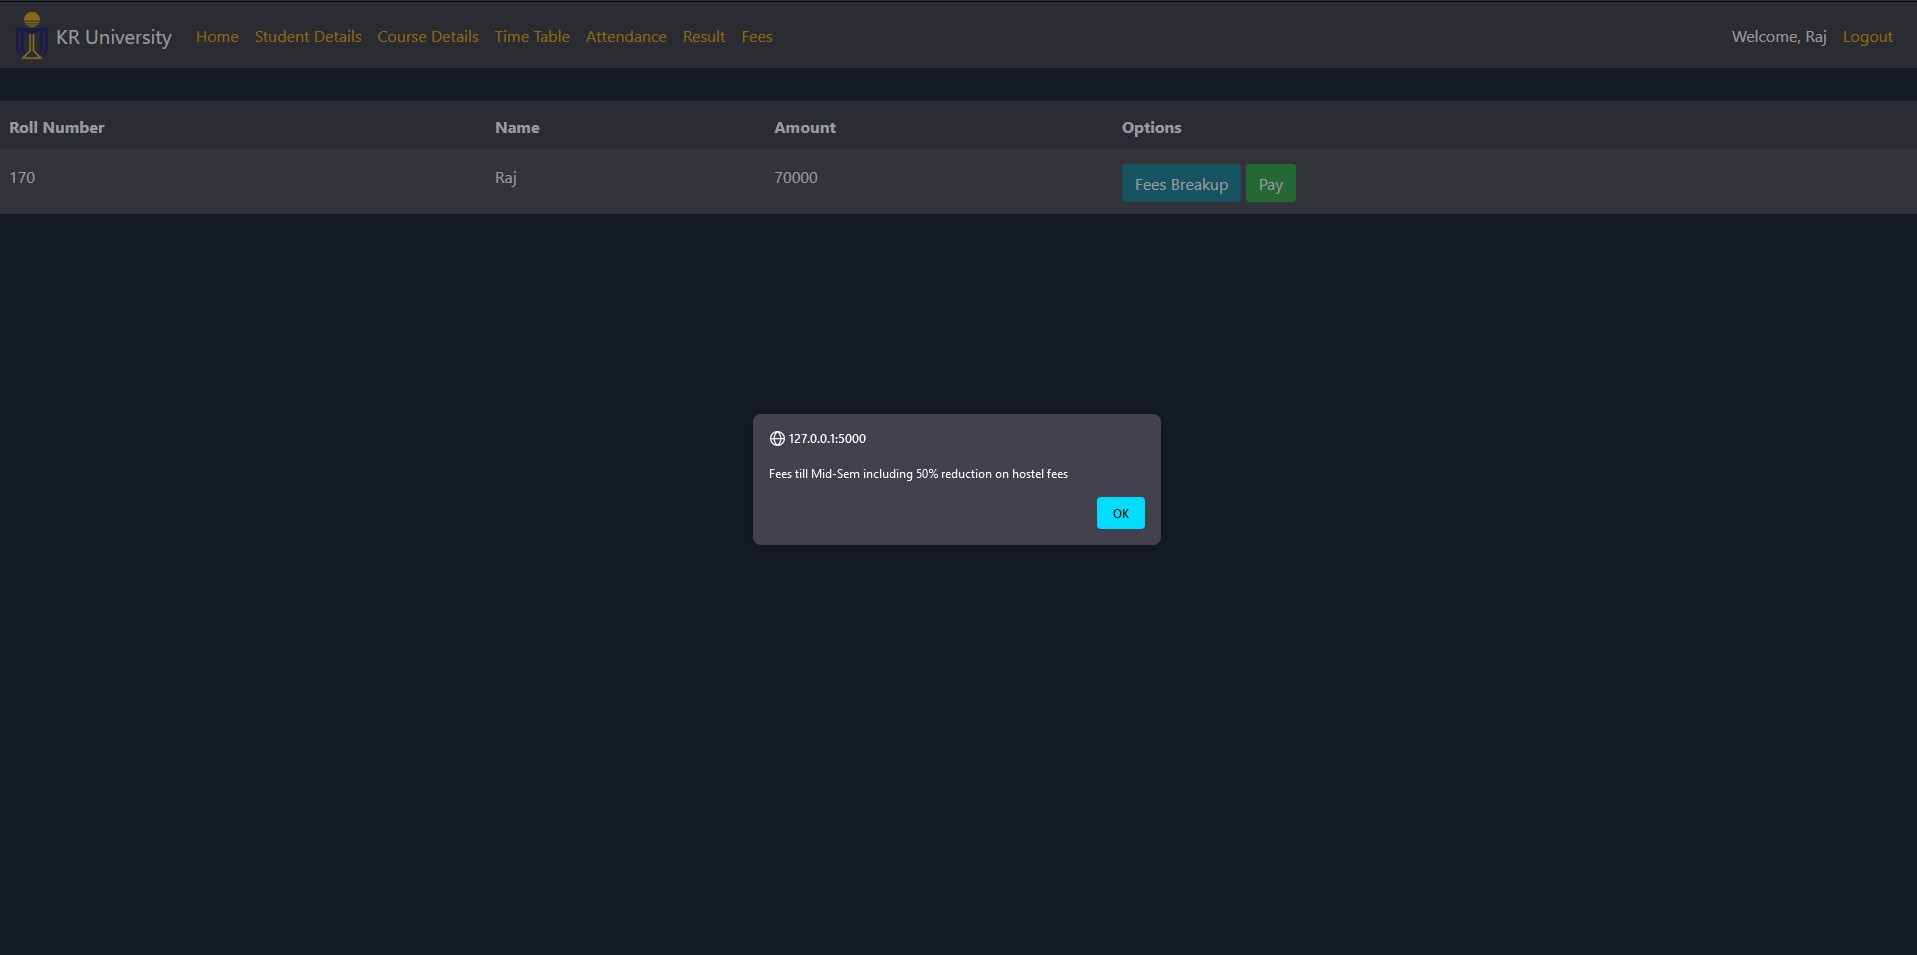 KR University Home Student Details Course Details Time Table Attendance Result Fees Welcome, Raj Logout
Roll Number Name Amount Options
170 Raj 70000 Fees Breakup Pay
127.0.0.1:5000
Fees till Mid-Sem including 50% reduction on hostel fees
OK